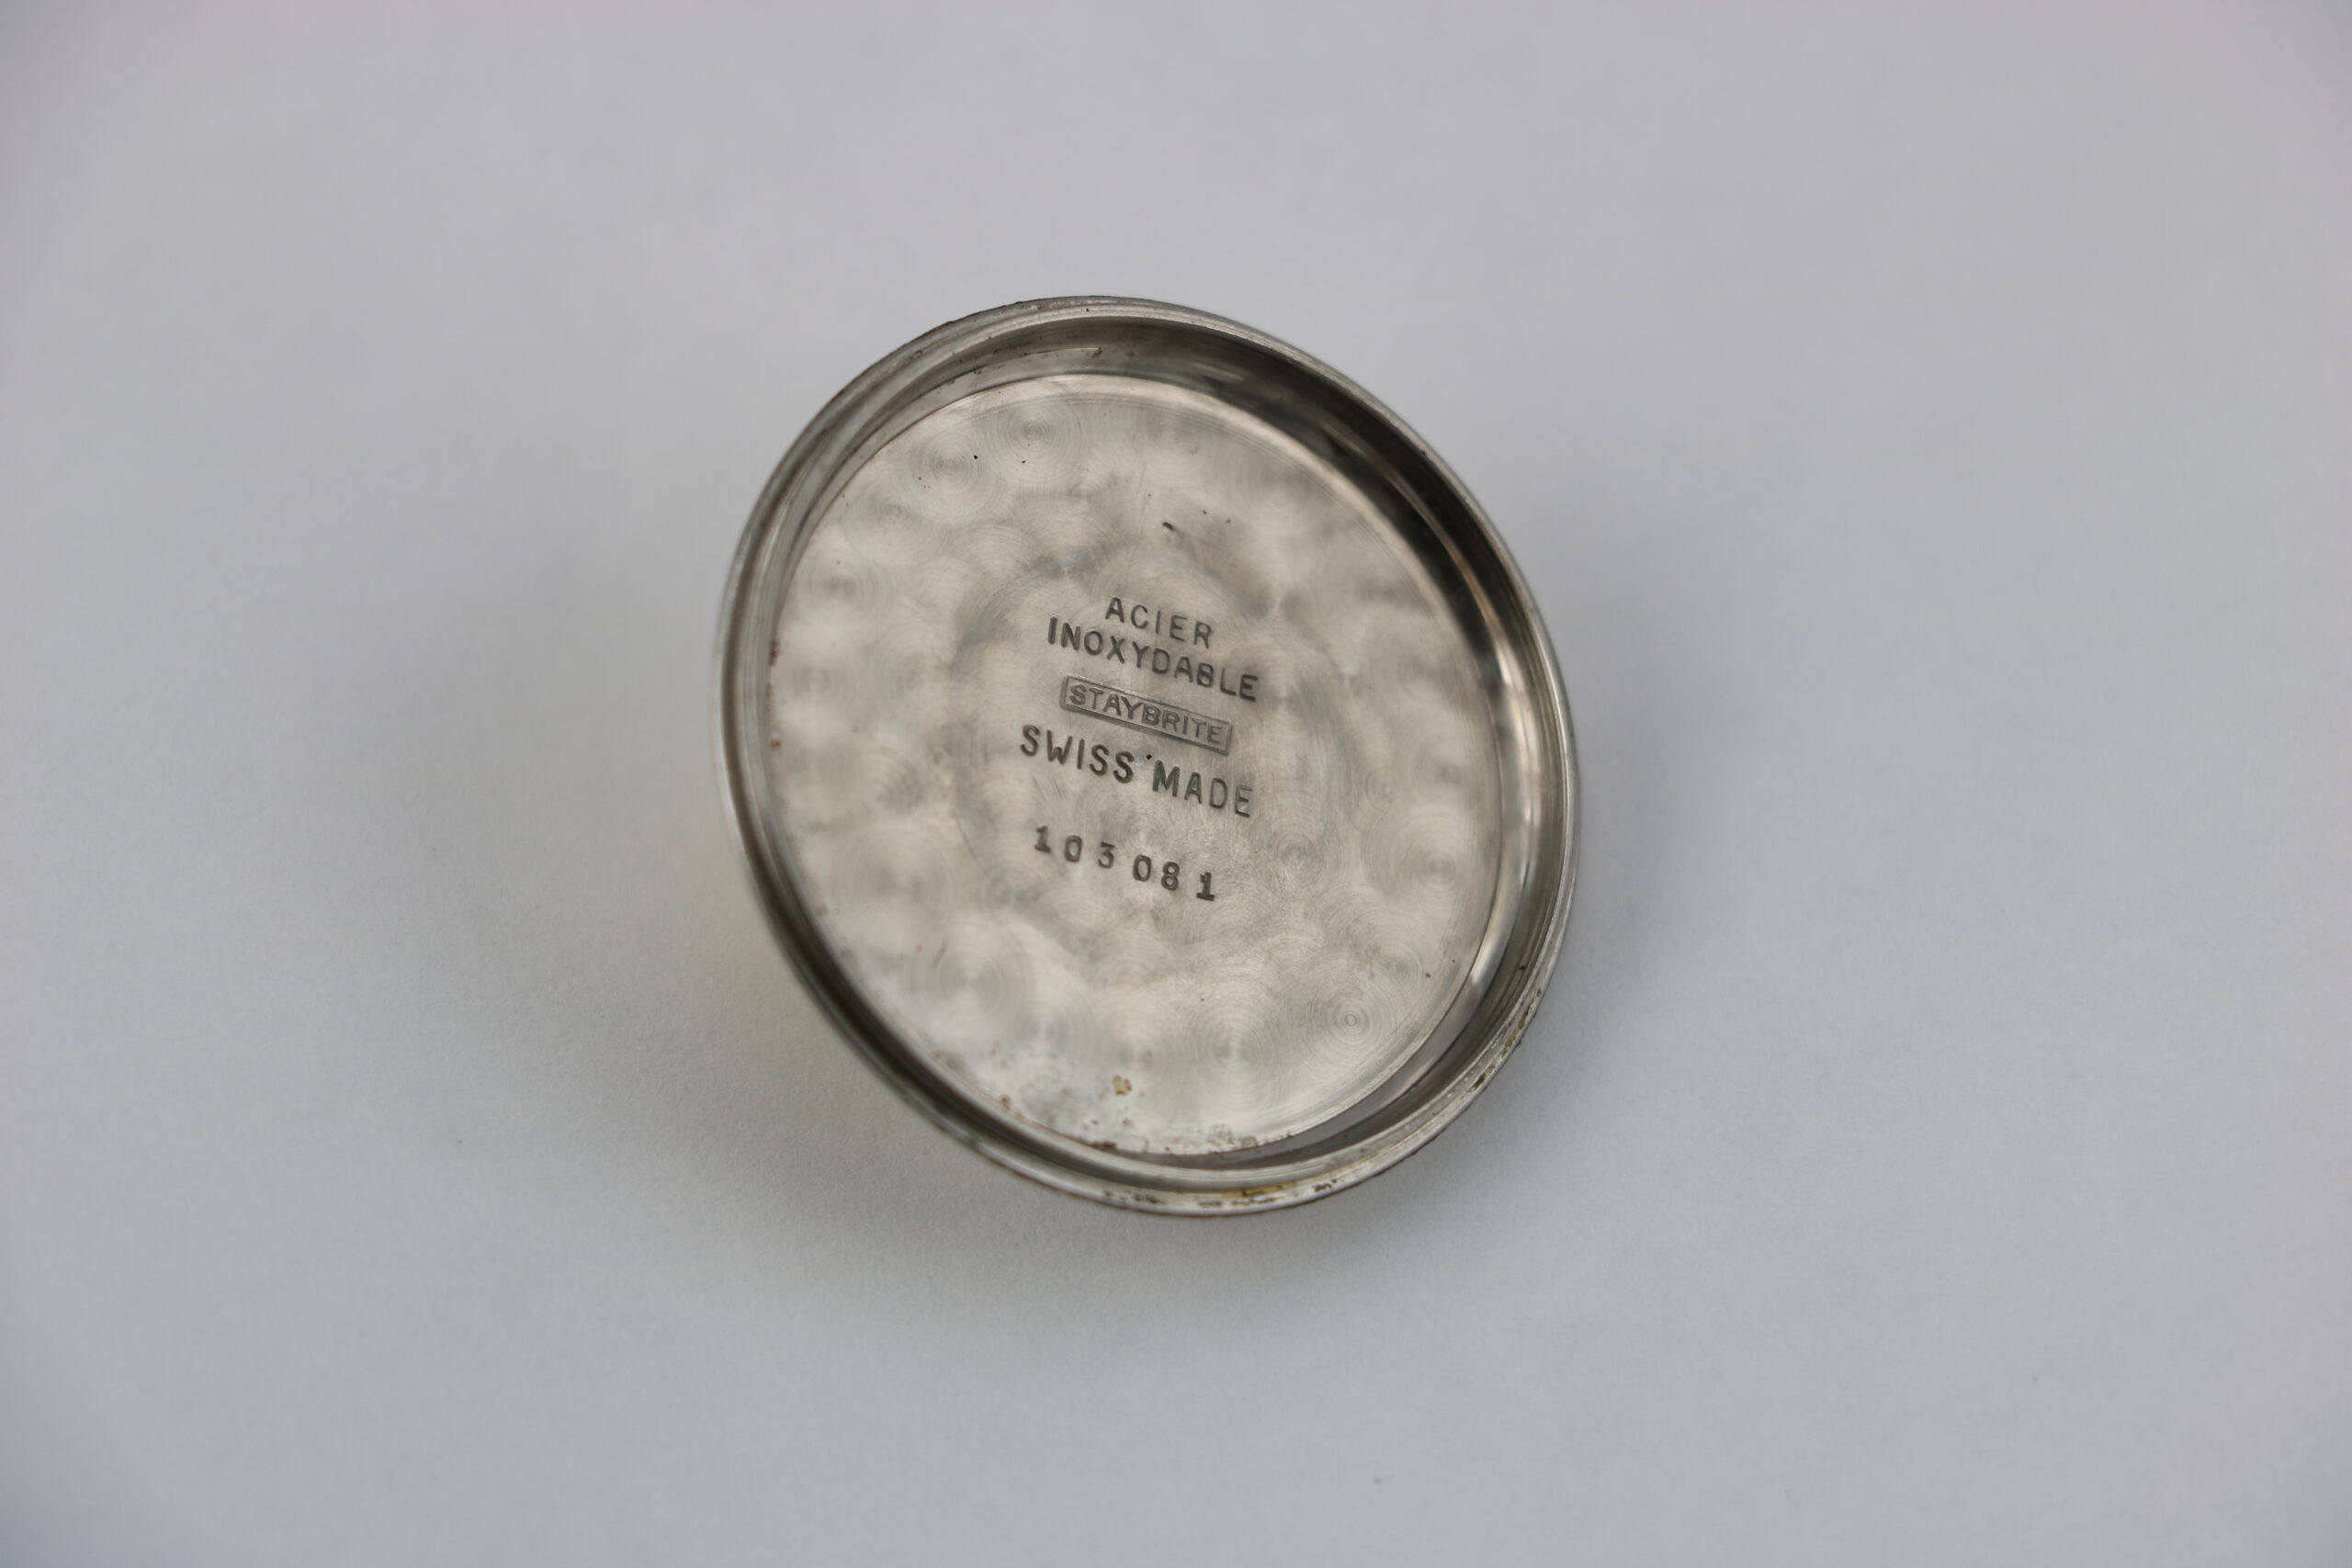 ACIER
INOXYDABLE
STAYBRITE
SWISS MADE
103081